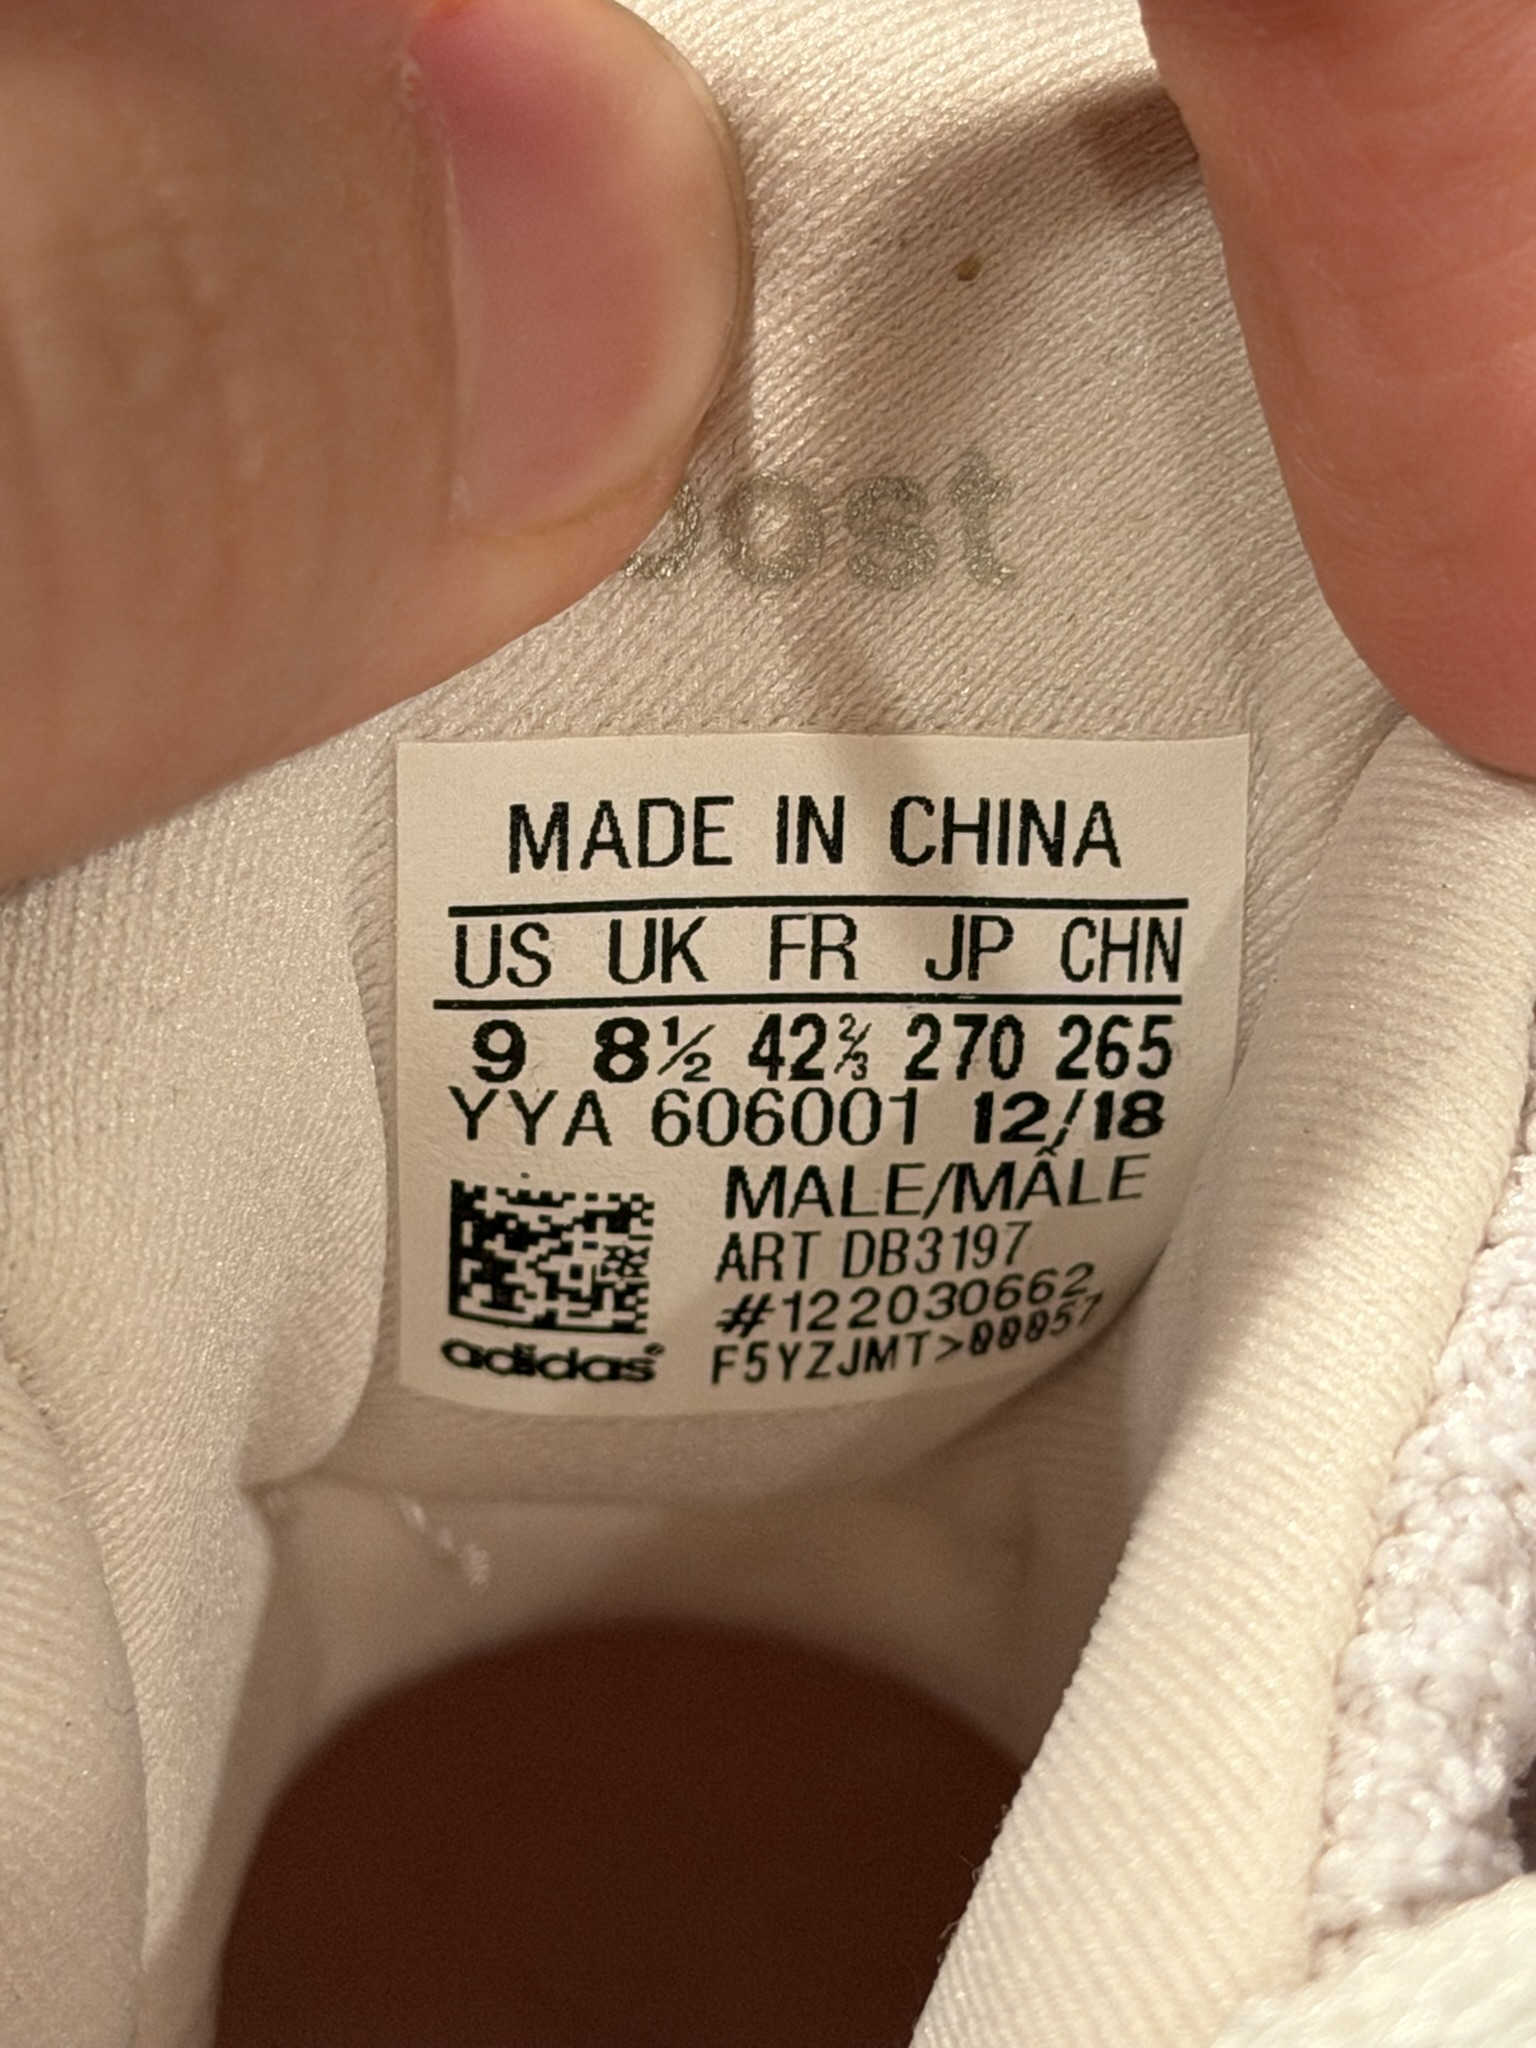 oost
MADE IN CHINA
US UK FR JP CHN
9 8½ 42⅔ 270 265
YYA 606001 12/18
MALE/MÂLE
ART DB3197
#122030662
F5YZJMT>00057
adidas®